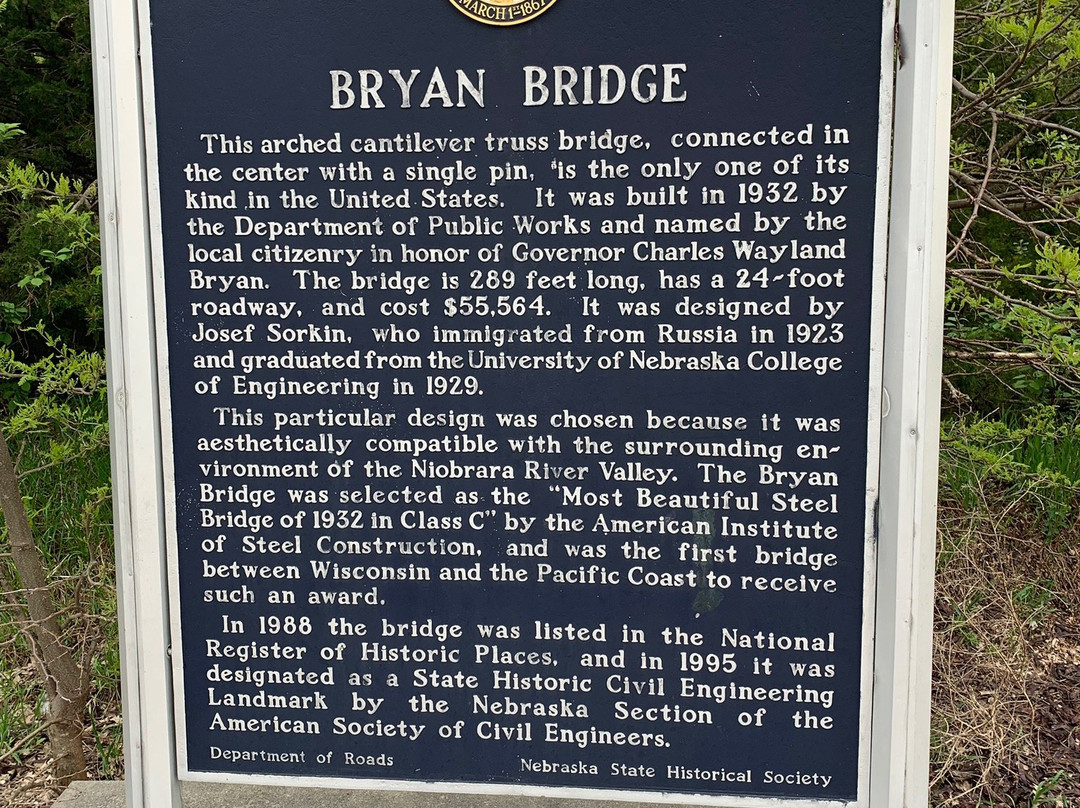 MARCH 1ST 1867
BRYAN BRIDGE
This arched cantilever truss bridge, connected in
the center with a single pin, is the only one of its
kind in the United States. It was built in 1932 by
the Department of Public Works and named by the
local citizenry in honor of Governor Charles Wayland
Bryan. The bridge is 289 feet long, has a 24-foot
roadway, and cost $55,564. It was designed by
Josef Sorkin, who immigrated from Russia in 1923
and graduated from the University of Nebraska College
of Engineering in 1929.
This particular design was chosen because it was
aesthetically compatible with the surrounding en-
vironment of the Niobrara River Valley. The Bryan
Bridge was selected as the "Most Beautiful Steel
Bridge of 1932 in Class C" by the American Institute
of Steel Construction, and was the first bridge
between Wisconsin and the Pacific Coast to receive
such an award.
In 1988 the bridge was listed in the National
Register of Historic Places, and in 1995 it was
designated as a State Historic Civil Engineering
Landmark by the Nebraska Section of the
American Society of Civil Engineers.
Department of Roads
Nebraska State Historical Society